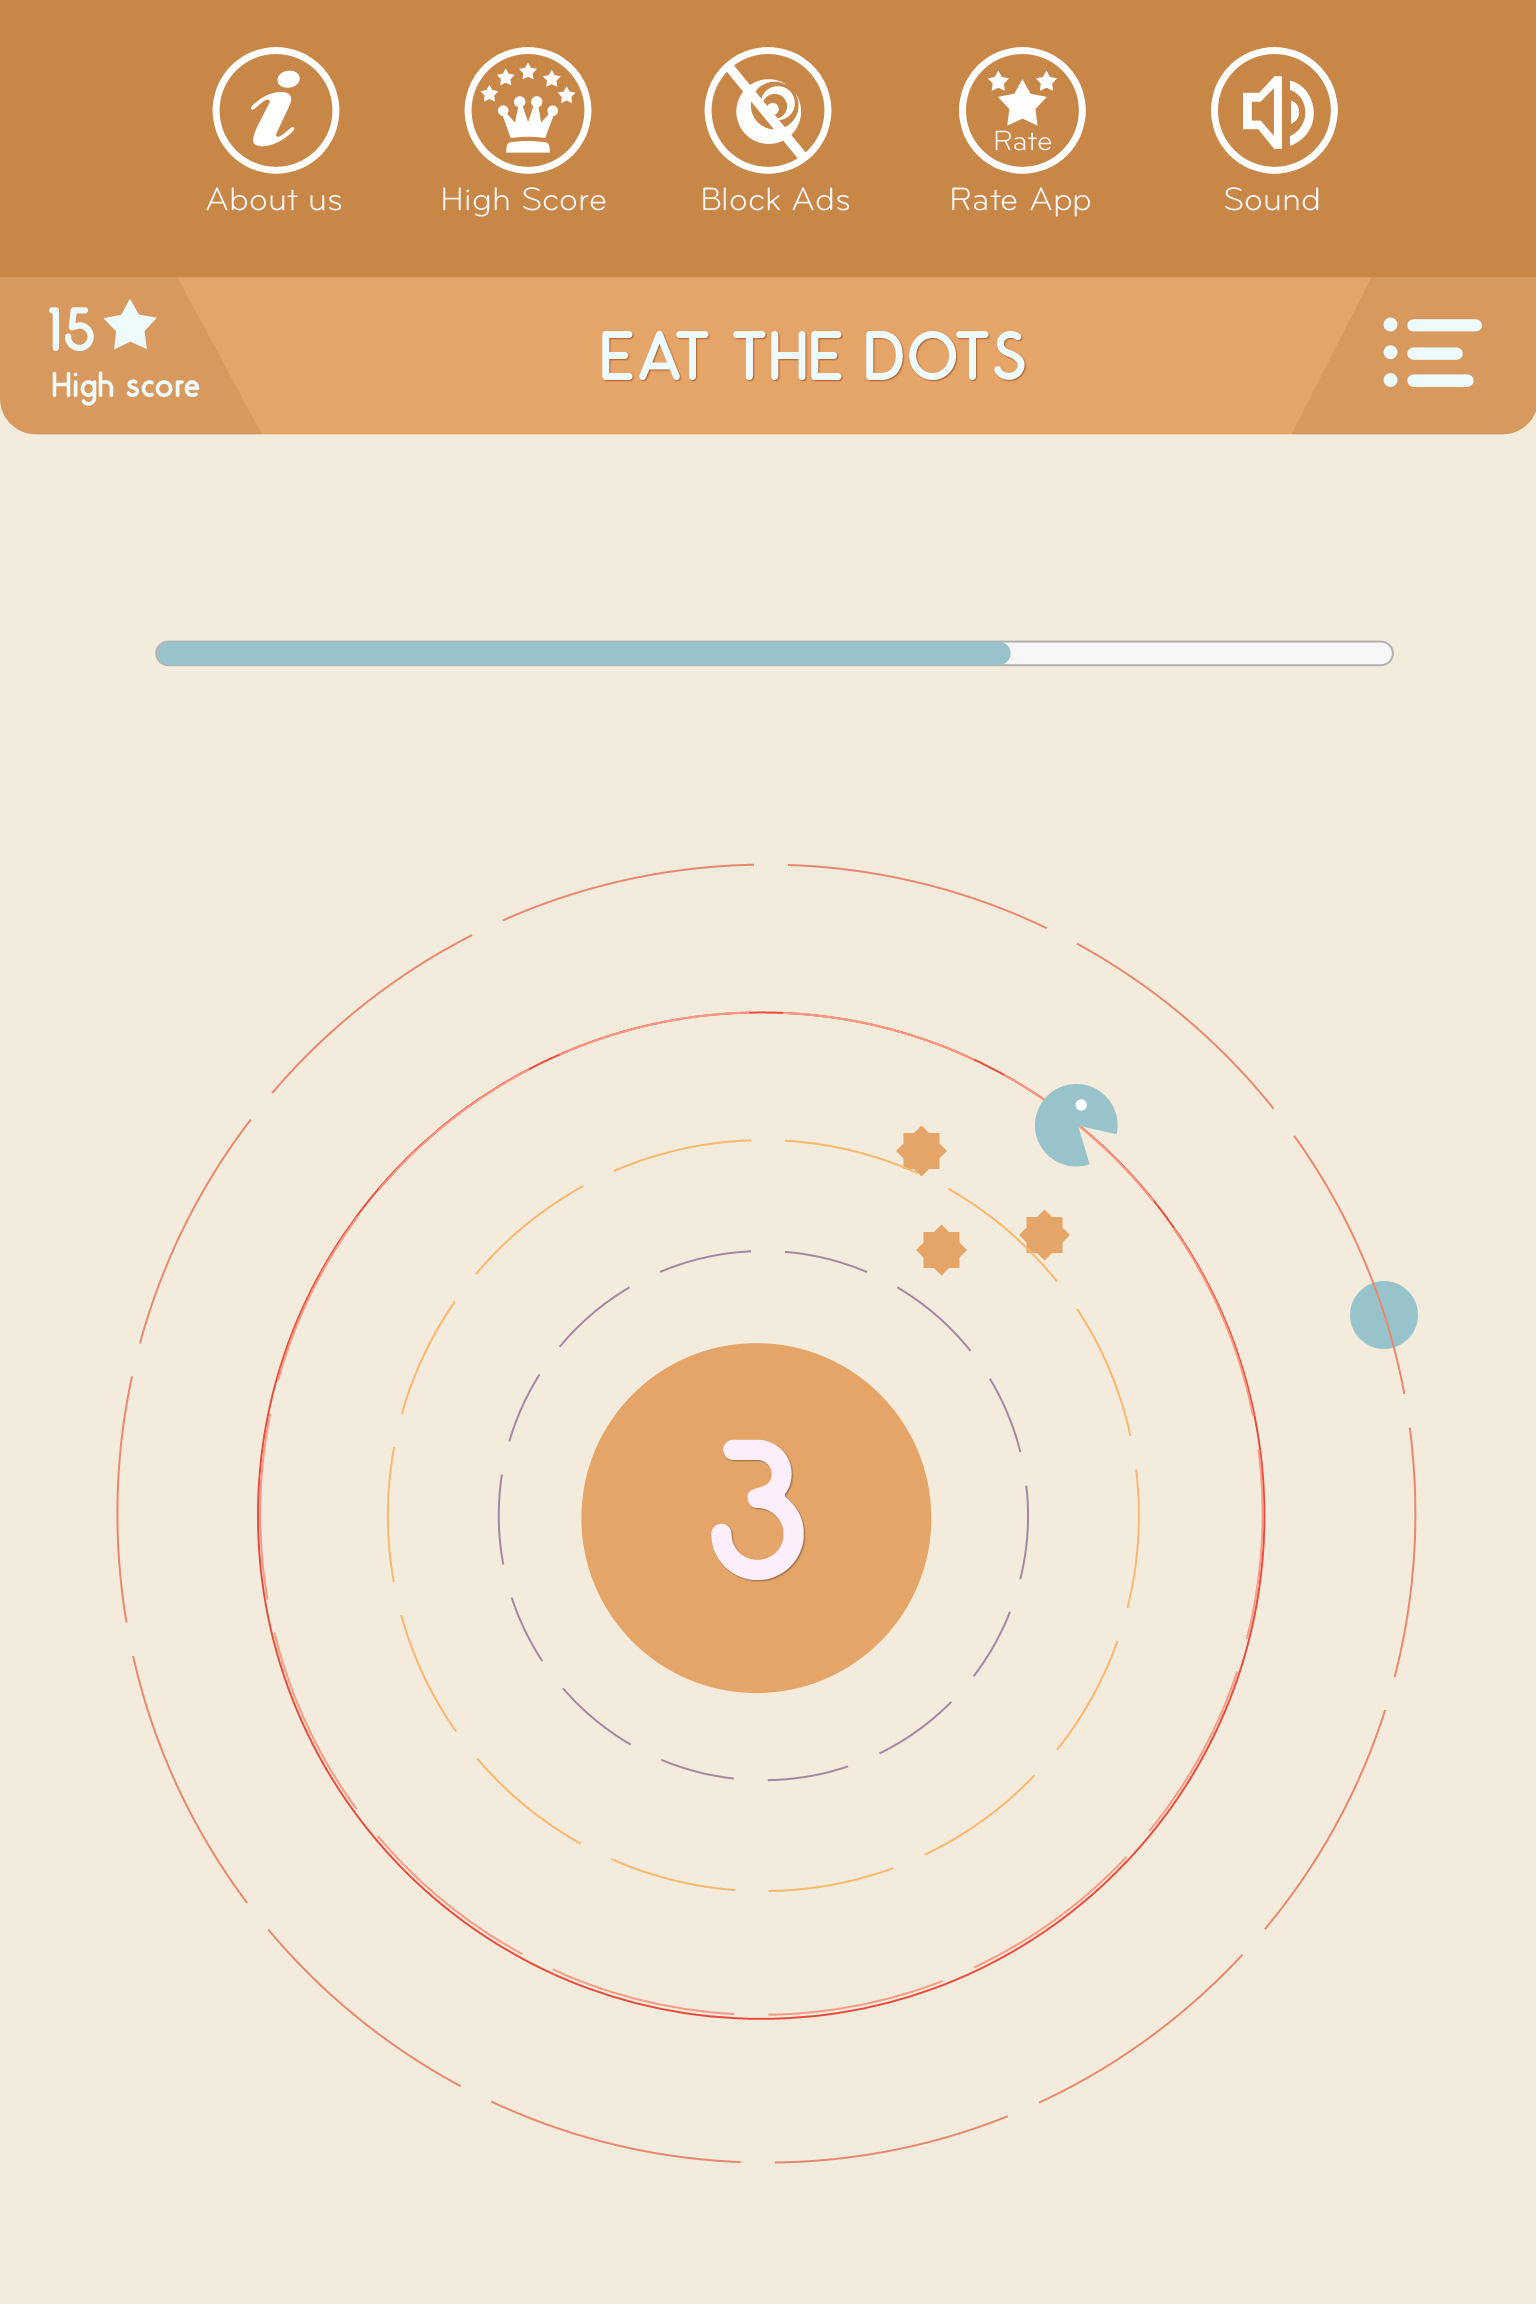 Rate
About us
High Score
Block Ads
Rate App
Sound
15
High score
EAT THE DOTS
3